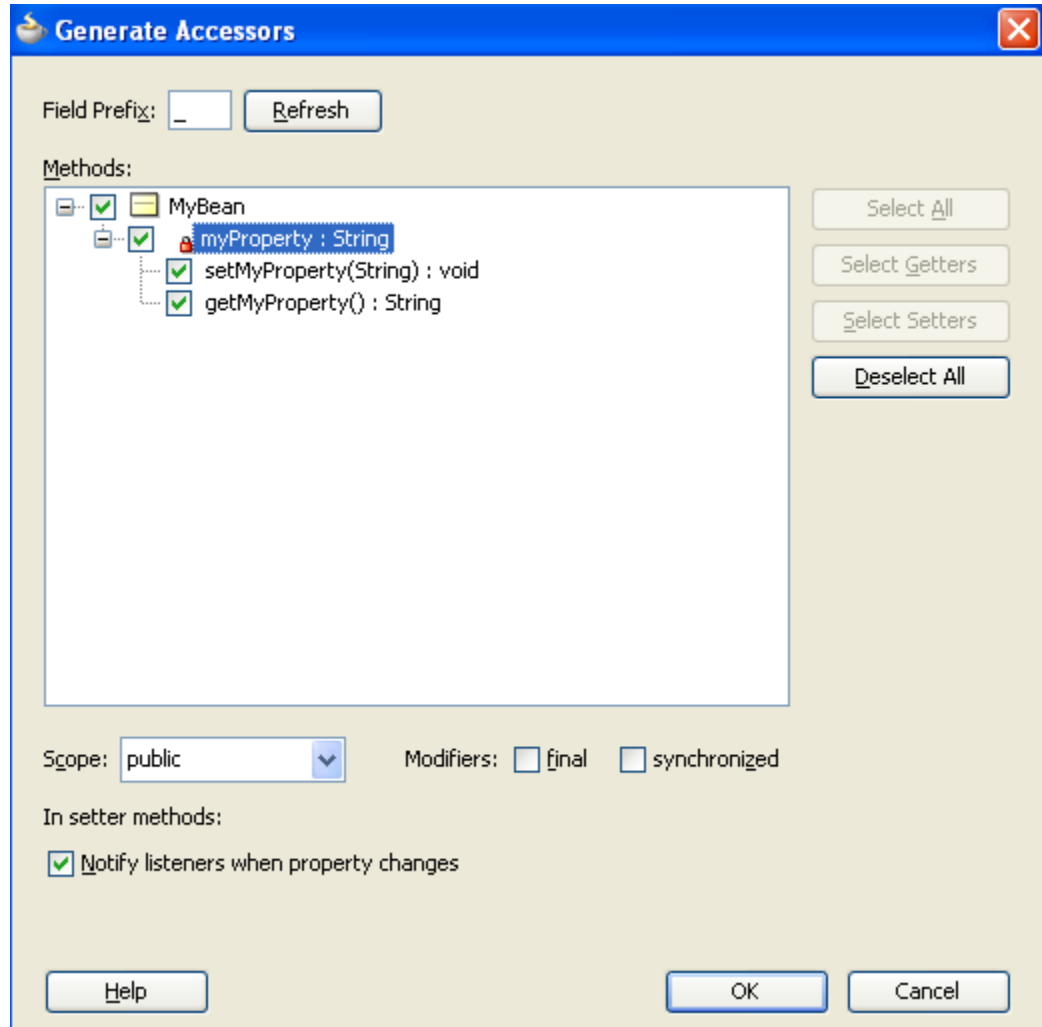 Generate Accessors
Field Prefix: _ Refresh
Methods:
MyBean
myProperty : String
setMyProperty(String) : void
getMyProperty() : String
Select All
Select Getters
Select Setters
Deselect All
Scope: public Modifiers: final synchronized
In setter methods:
Notify listeners when property changes
Help OK Cancel